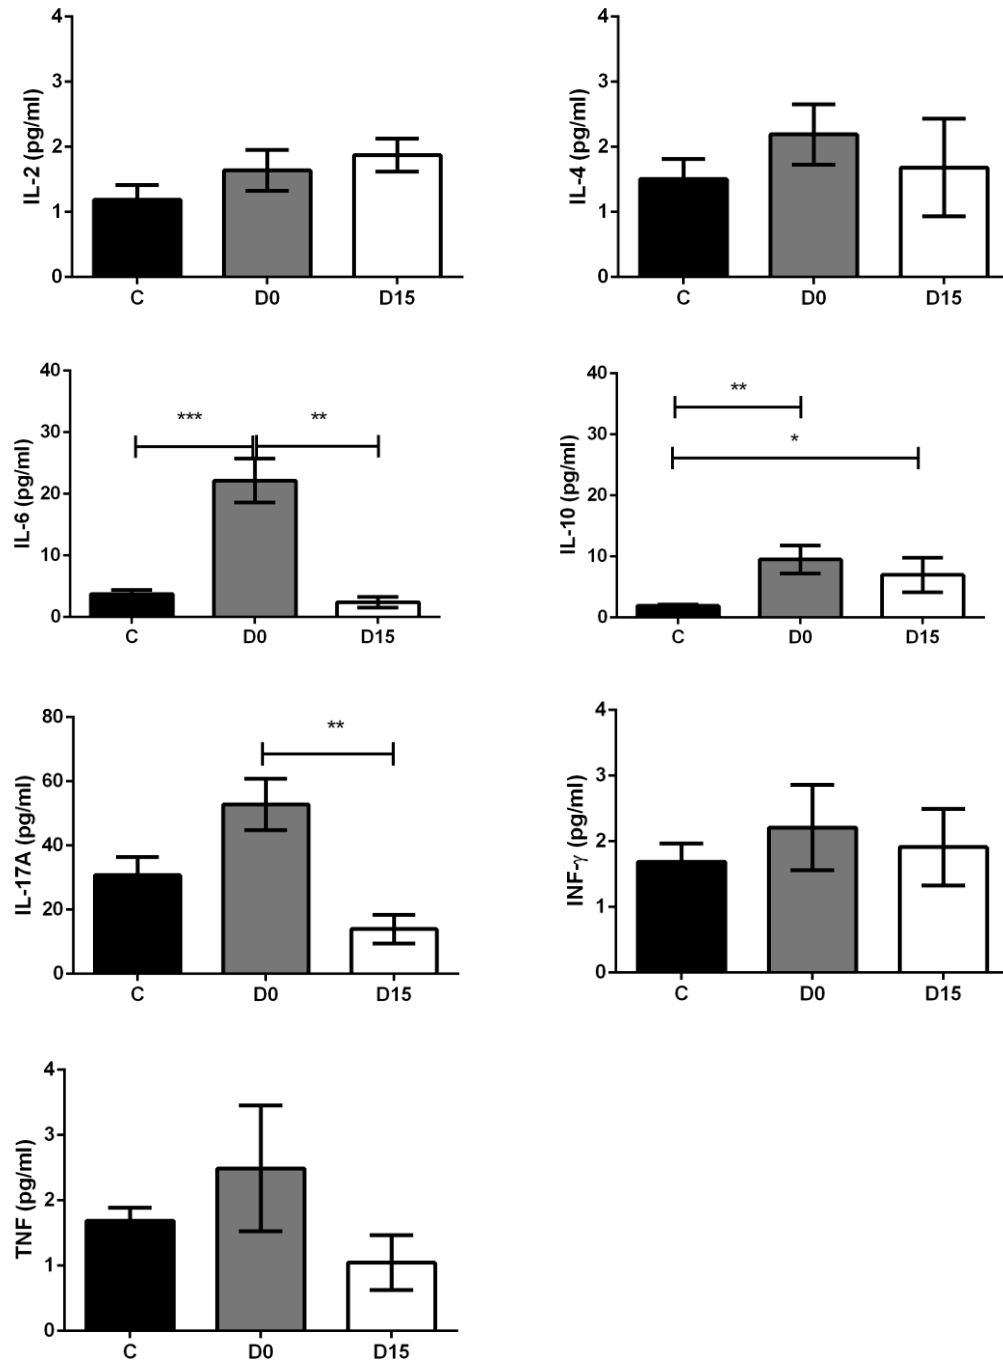 IL-2 (pg/ml)
4
3
2
1
0
C D0 D15
IL-4 (pg/ml)
4
3
2
1
0
C D0 D15
IL-6 (pg/ml)
40
30
20
10
0
*** **
C D0 D15
IL-10 (pg/ml)
40
30
20
10
0
**
*
C D0 D15
IL-17A (pg/ml)
80
60
40
20
0
**
C D0 D15
INF-γ (pg/ml)
4
3
2
1
0
C D0 D15
TNF (pg/ml)
4
3
2
1
0
C D0 D15